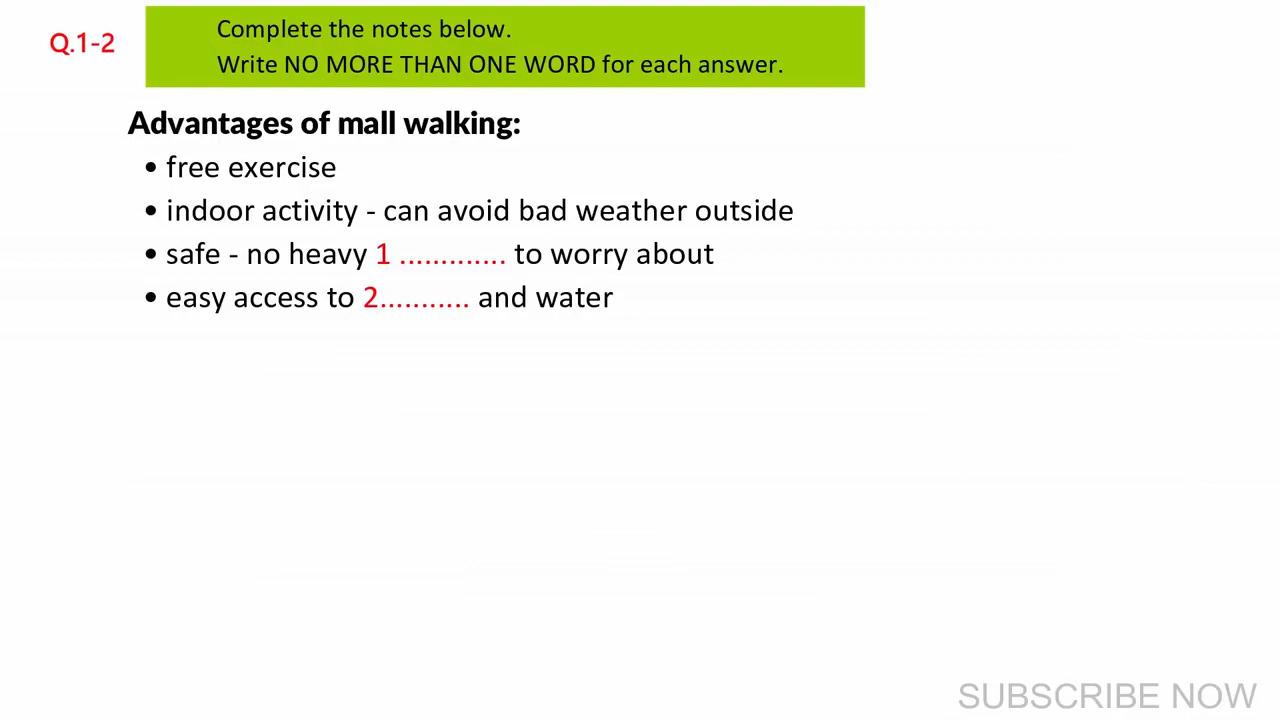 Q.1-2
Complete the notes below.
Write NO MORE THAN ONE WORD for each answer.
Advantages of mall walking:
• free exercise
• indoor activity - can avoid bad weather outside
• safe - no heavy 1 ............. to worry about
• easy access to 2........... and water
SUBSCRIBE NOW